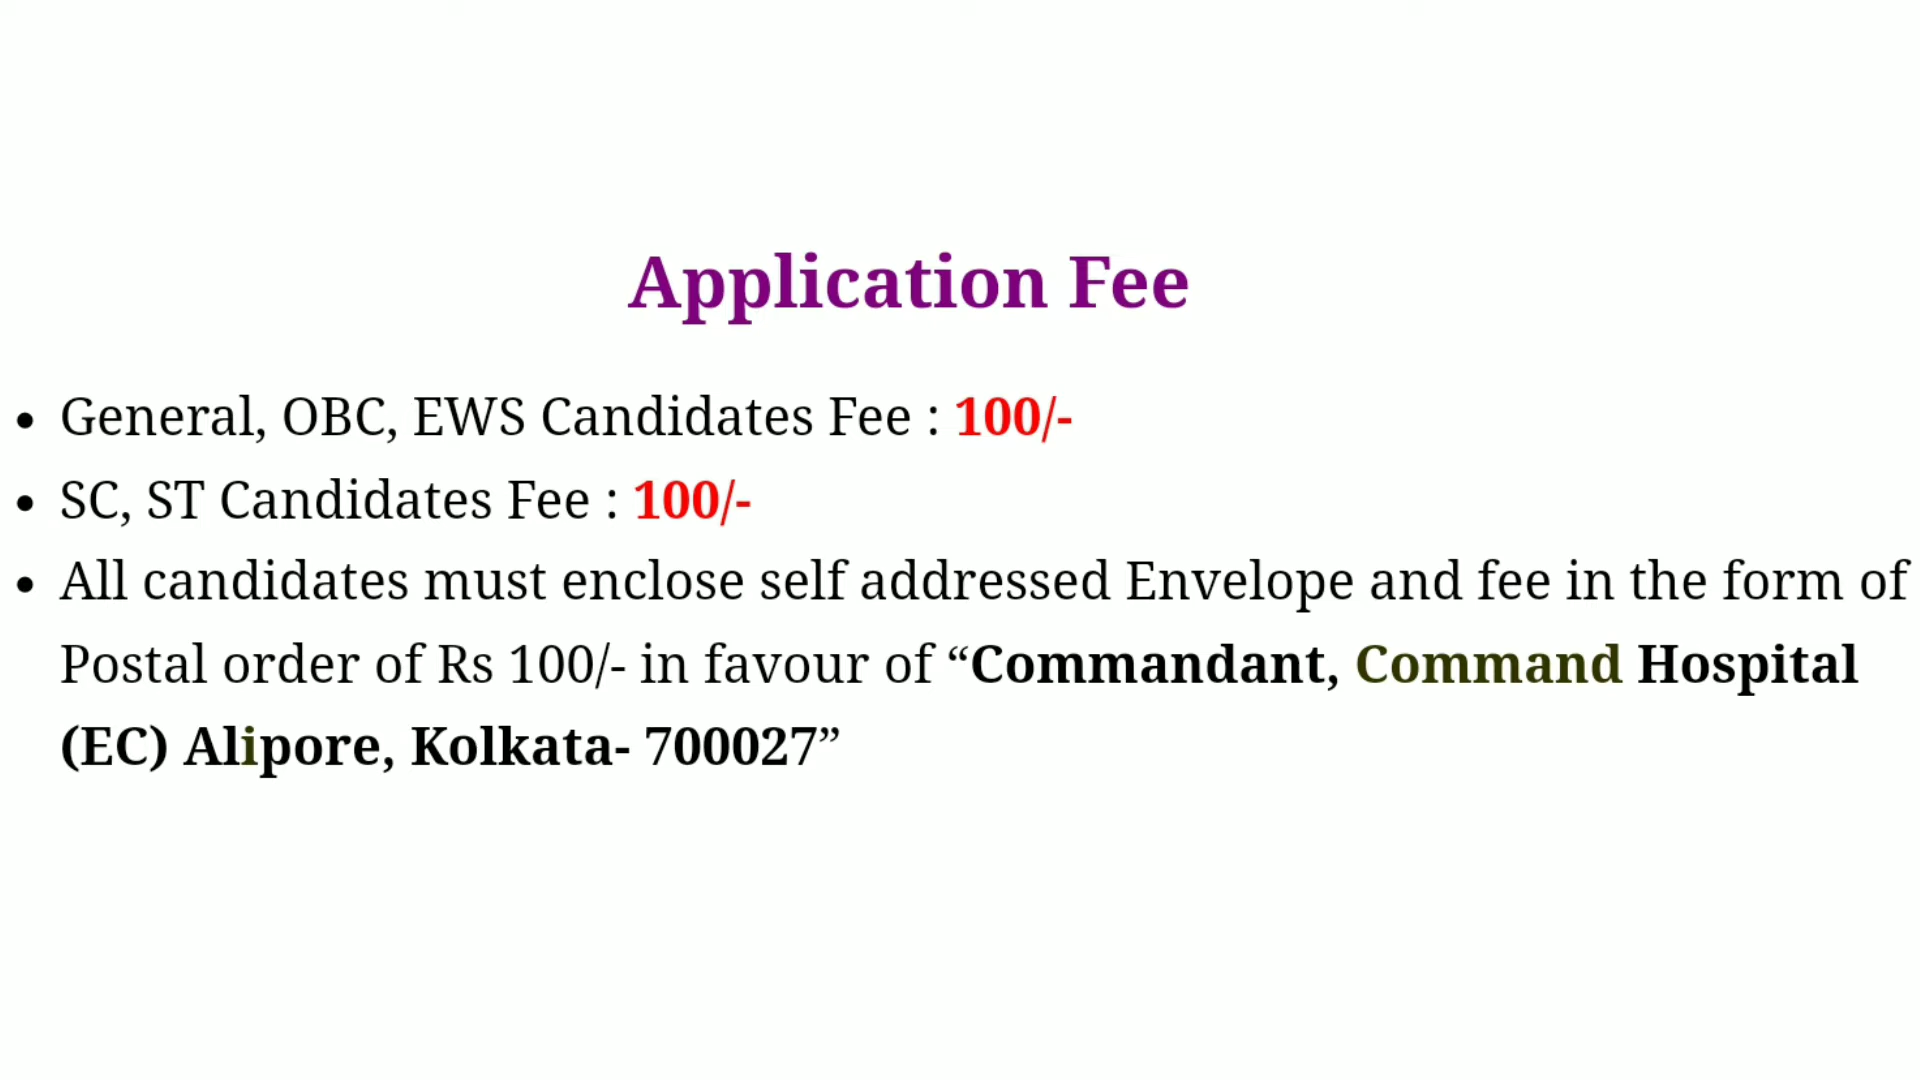 Application Fee
• General, OBC, EWS Candidates Fee : 100/-
• SC, ST Candidates Fee : 100/-
• All candidates must enclose self addressed Envelope and fee in the form of
Postal order of Rs 100/- in favour of “Commandant, Command Hospital
(EC) Alipore, Kolkata- 700027”